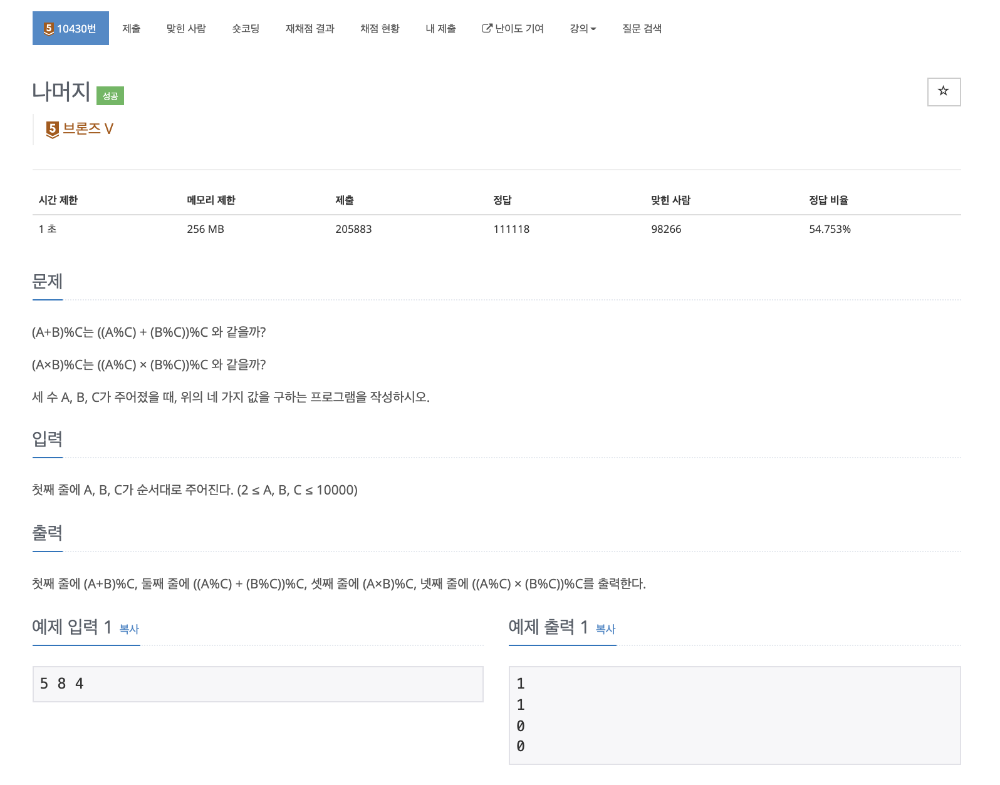 5 10430번 제출 맞힌 사람 숏코딩 재채점 결과 채점 현황 내 제출 난이도 기여 강의 질문 검색
나머지 성공
5 브론즈 V
시간 제한 메모리 제한 제출 정답 맞힌 사람 정답 비율
1 초 256 MB 205883 111118 98266 54.753%
문제
(A+B)%C는 ((A%C) + (B%C))%C 와 같을까?
(A×B)%C는 ((A%C) × (B%C))%C 와 같을까?
세 수 A, B, C가 주어졌을 때, 위의 네 가지 값을 구하는 프로그램을 작성하시오.
입력
첫째 줄에 A, B, C가 순서대로 주어진다. (2 ≤ A, B, C ≤ 10000)
출력
첫째 줄에 (A+B)%C, 둘째 줄에 ((A%C) + (B%C))%C, 셋째 줄에 (A×B)%C, 넷째 줄에 ((A%C) × (B%C))%C를 출력한다.
예제 입력 1 복사
5 8 4
예제 출력 1 복사
1
1
0
0